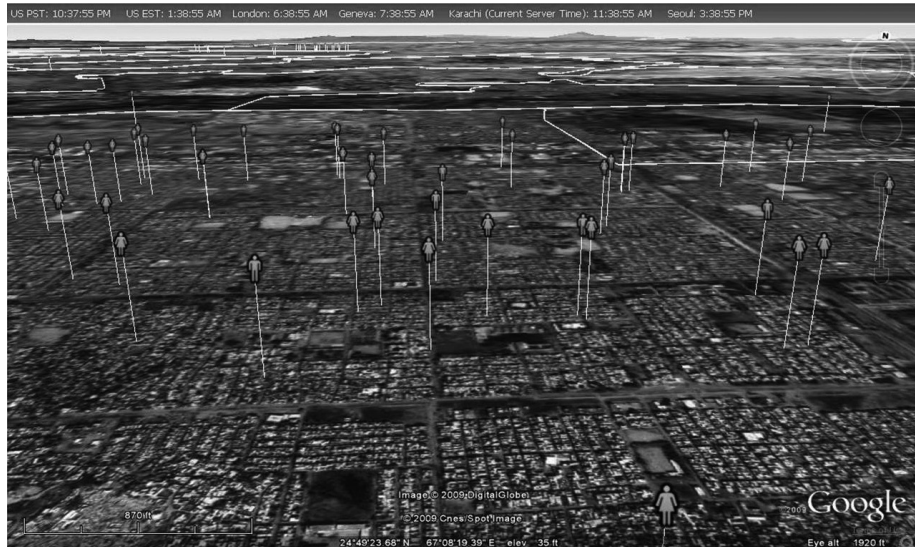 US PST: 10:37:55 PM US EST: 1:38:55 AM London: 6:38:55 AM Geneva: 7:38:55 AM Karachi (Current Server Time): 11:38:55 AM Seoul: 3:38:55 PM
N
Image © 2009 DigitalGlobe
© 2009 Cnes/Spot Image
2009 Google
870 ft
24°49'23.68" N 67°08'19.39" E elev 35 ft
Eye alt 1920 ft